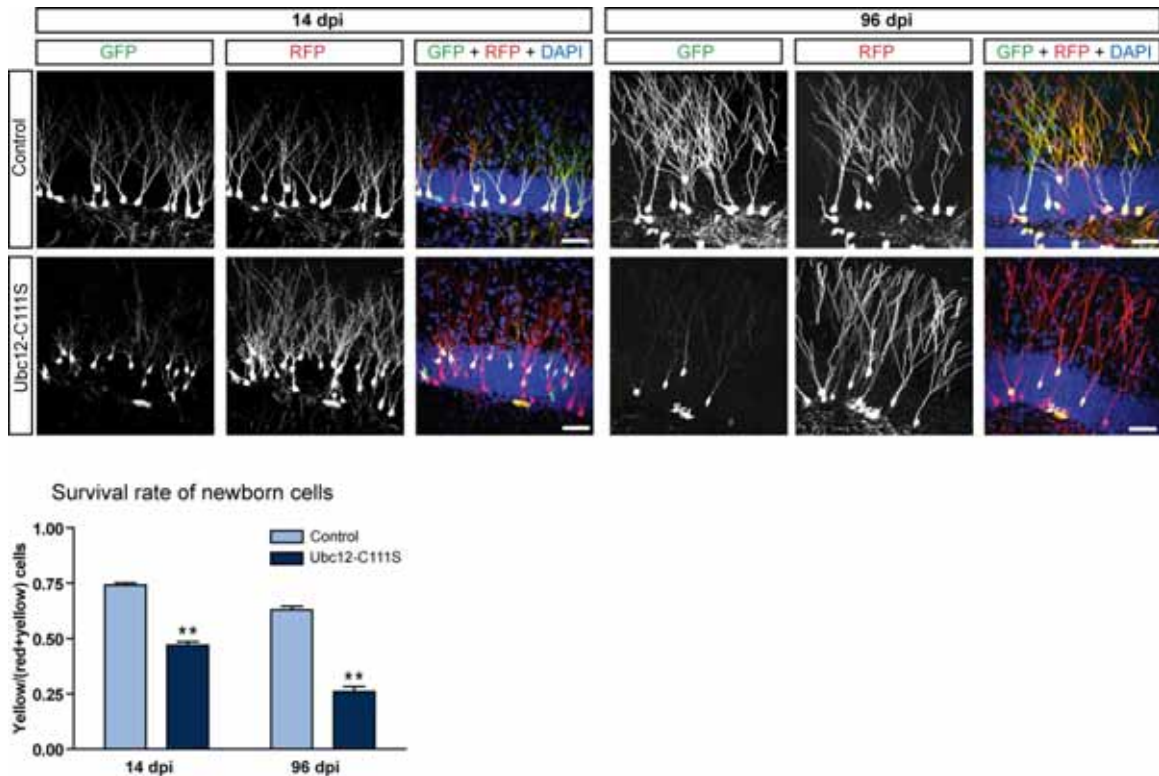 14 dpi
96 dpi
GFP
RFP
GFP + RFP + DAPI
GFP
RFP
GFP + RFP + DAPI
Control
Ubc12-C111S
Survival rate of newborn cells
Yellow/(red+yellow) cells
1.00
0.75
0.50
0.25
0.00
Control
Ubc12-C111S
**
**
14 dpi
96 dpi